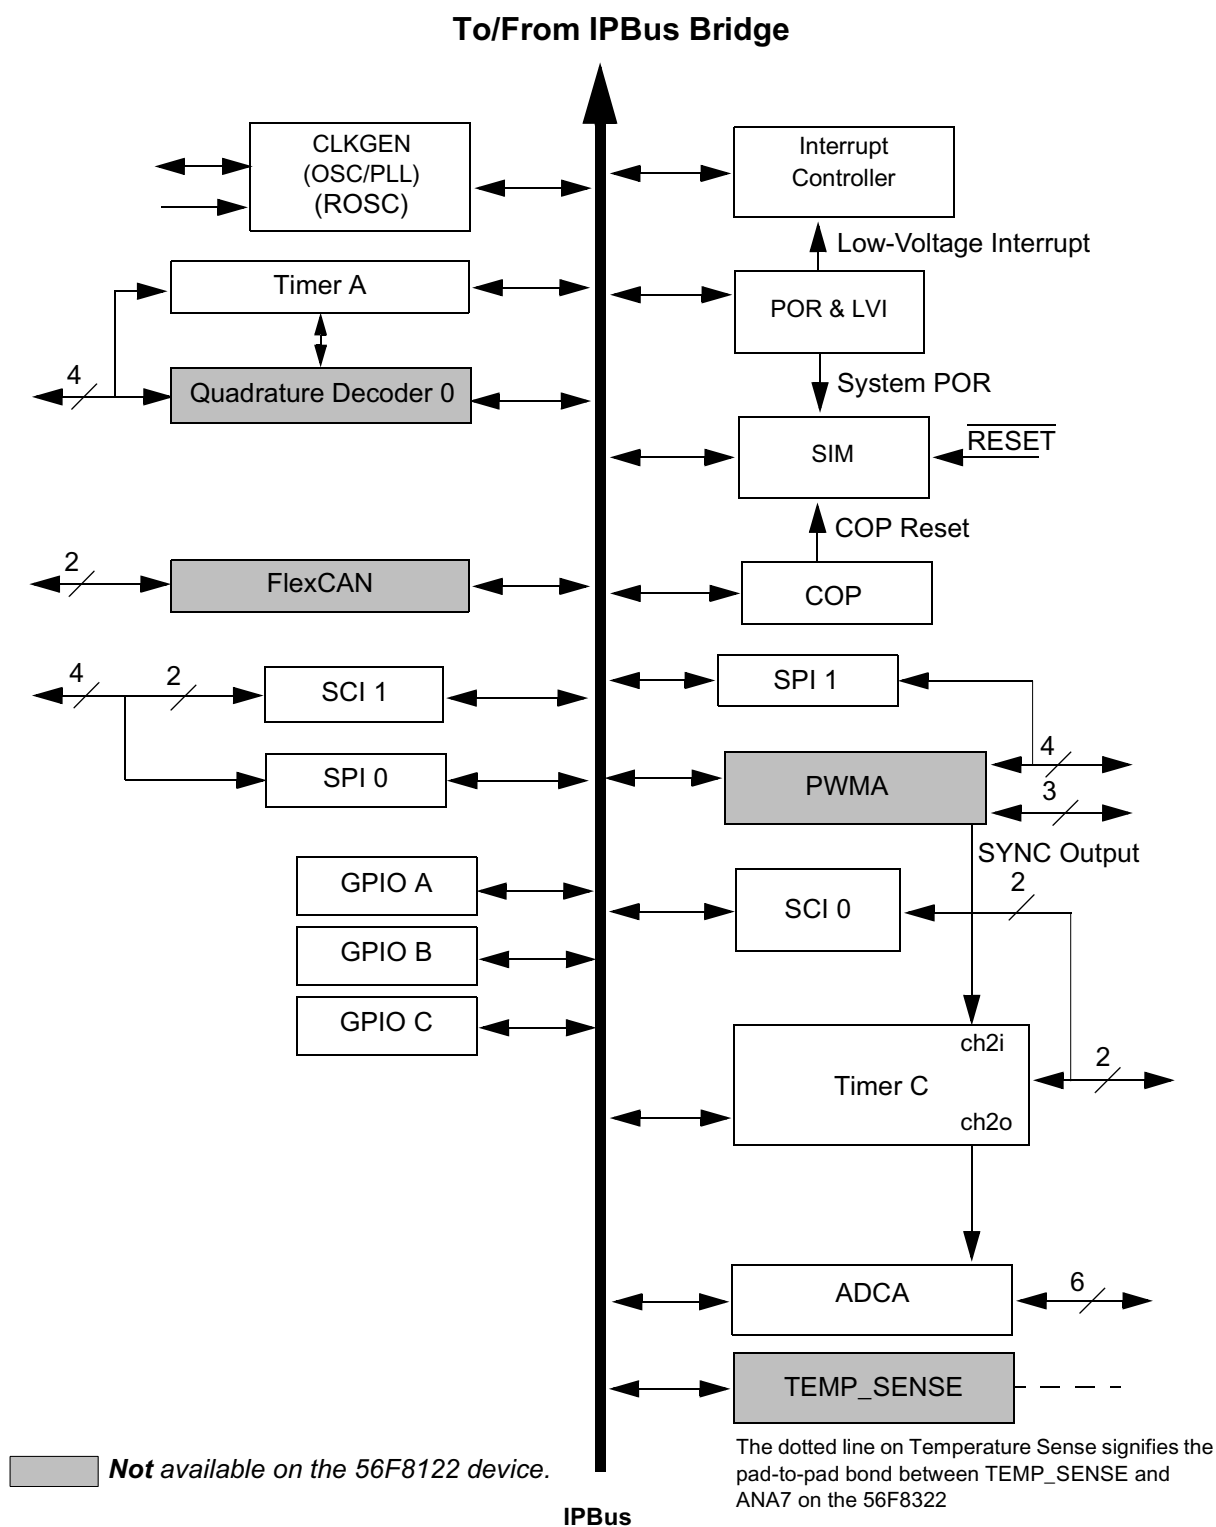 To/From IPBus Bridge
CLKGEN
(OSC/PLL)
(ROSC)
Interrupt
Controller
Low-Voltage Interrupt
Timer A
POR & LVI
4
Quadrature Decoder 0
System POR
SIM
RESET
COP Reset
2
FlexCAN
COP
4
2
SCI 1
SPI 1
SPI 0
4
PWMA
3
SYNC Output
GPIO A
SCI 0
2
GPIO B
GPIO C
ch2i
Timer C
2
ch2o
ADCA
6
TEMP_SENSE
Not available on the 56F8122 device.
The dotted line on Temperature Sense signifies the
pad-to-pad bond between TEMP_SENSE and
ANA7 on the 56F8322
IPBus